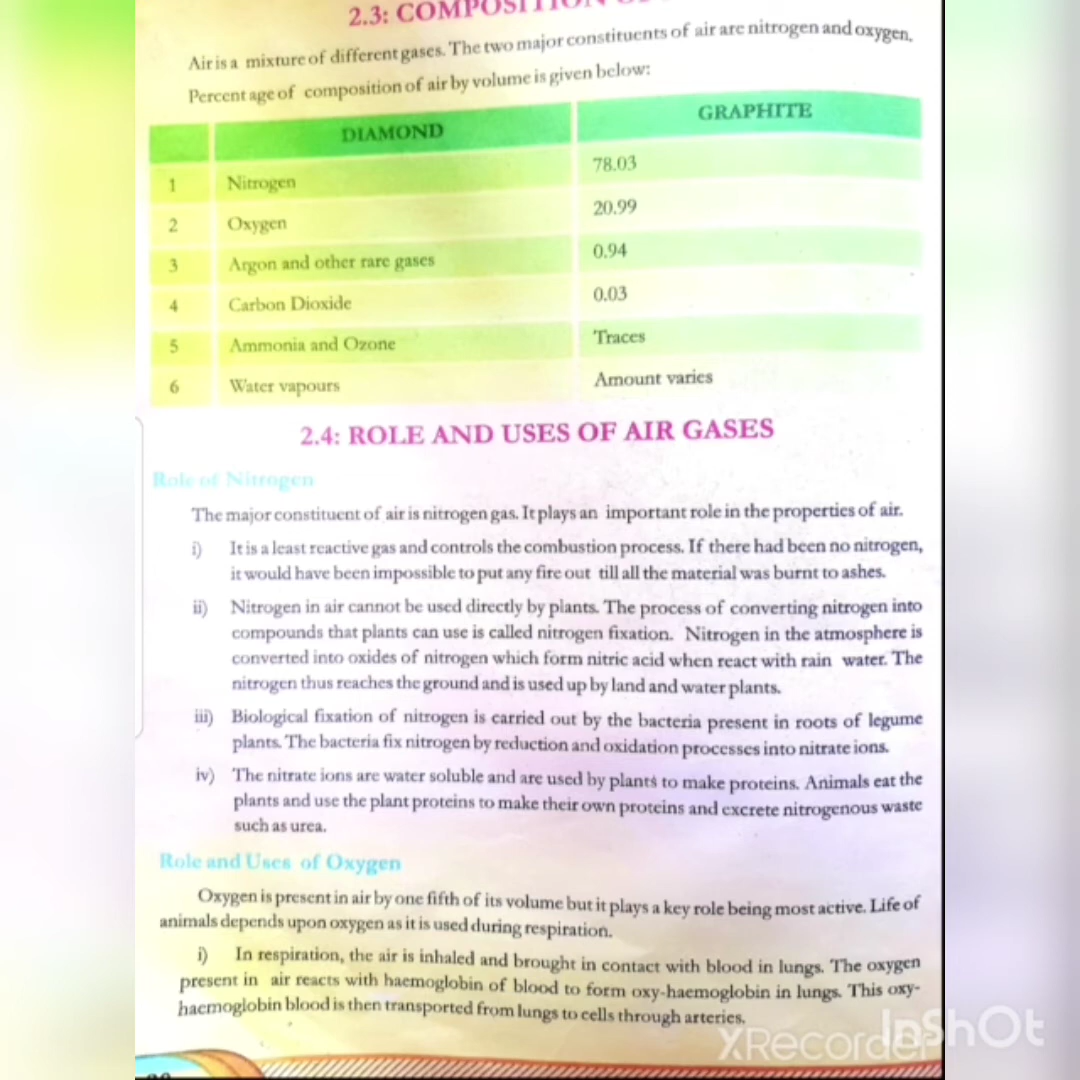 2.3: COMPOSITION
Air is a mixture of different gases. The two major constituents of air are nitrogen and oxygen.
Percent age of composition of air by volume is given below:
DIAMOND GRAPHITE
1 Nitrogen 78.03
2 Oxygen 20.99
3 Argon and other rare gases 0.94
4 Carbon Dioxide 0.03
5 Ammonia and Ozone Traces
6 Water vapours Amount varies
2.4: ROLE AND USES OF AIR GASES
Role of Nitrogen
The major constituent of air is nitrogen gas. It plays an important role in the properties of air.
i) It is a least reactive gas and controls the combustion process. If there had been no nitrogen,
it would have been impossible to put any fire out till all the material was burnt to ashes.
ii) Nitrogen in air cannot be used directly by plants. The process of converting nitrogen into
compounds that plants can use is called nitrogen fixation. Nitrogen in the atmosphere is
converted into oxides of nitrogen which form nitric acid when react with rain water. The
nitrogen thus reaches the ground and is used up by land and water plants.
iii) Biological fixation of nitrogen is carried out by the bacteria present in roots of legume
plants. The bacteria fix nitrogen by reduction and oxidation processes into nitrate ions.
iv) The nitrate ions are water soluble and are used by plants to make proteins. Animals eat the
plants and use the plant proteins to make their own proteins and excrete nitrogenous waste
such as urea.
Role and Uses of Oxygen
Oxygen is present in air by one fifth of its volume but it plays a key role being most active. Life of
animals depends upon oxygen as it is used during respiration.
i) In respiration, the air is inhaled and brought in contact with blood in lungs. The oxygen
present in air reacts with haemoglobin of blood to form oxy-haemoglobin in lungs. This oxy-
haemoglobin blood is then transported from lungs to cells through arteries.
XRecorder
InShOt